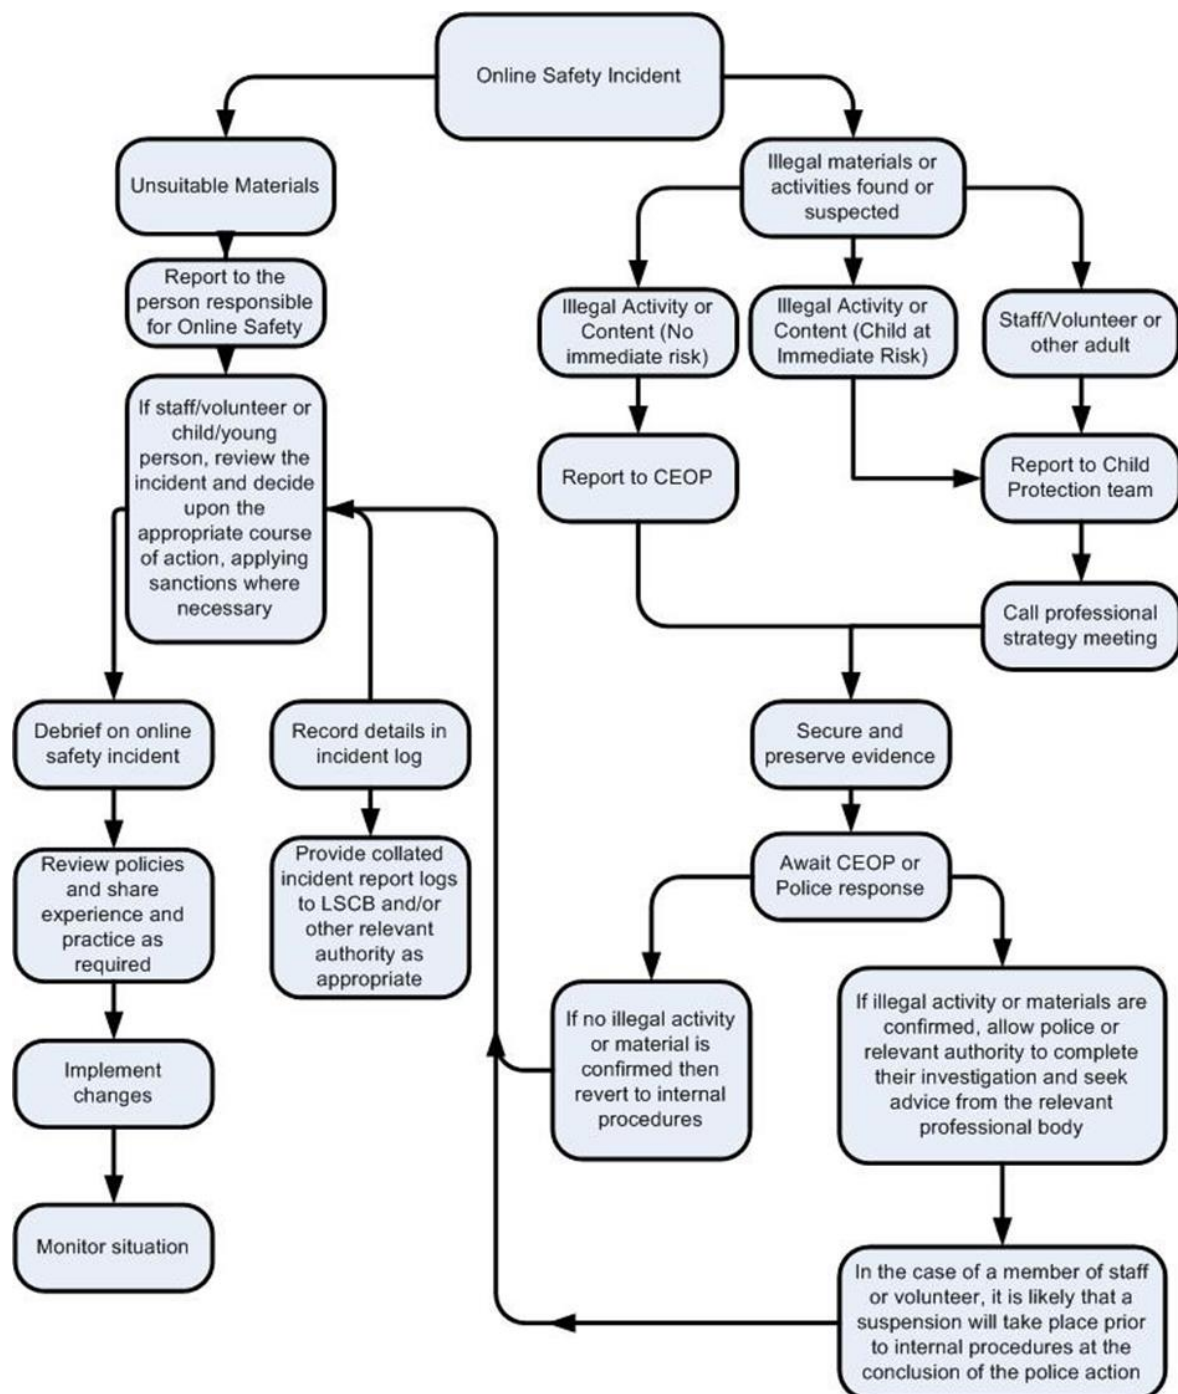 Online Safety Incident
Unsuitable Materials
Illegal materials or
activities found or
suspected
Report to the
person responsible
for Online Safety
Illegal Activity or
Content (No
immediate risk)
Illegal Activity or
Content (Child at
Immediate Risk)
Staff/Volunteer or
other adult
If staff/volunteer or
child/young
person, review the
incident and decide
upon the
appropriate course
of action, applying
sanctions where
necessary
Report to CEOP
Report to Child
Protection team
Call professional
strategy meeting
Debrief on online
safety incident
Record details in
incident log
Secure and
preserve evidence
Review policies
and share
experience and
practice as
required
Provide collated
incident report logs
to LSCB and/or
other relevant
authority as
appropriate
Await CEOP or
Police response
If no illegal activity
or material is
confirmed then
revert to internal
procedures
If illegal activity or materials are
confirmed, allow police or
relevant authority to complete
their investigation and seek
advice from the relevant
professional body
Implement
changes
Monitor situation
In the case of a member of staff
or volunteer, it is likely that a
suspension will take place prior
to internal procedures at the
conclusion of the police action